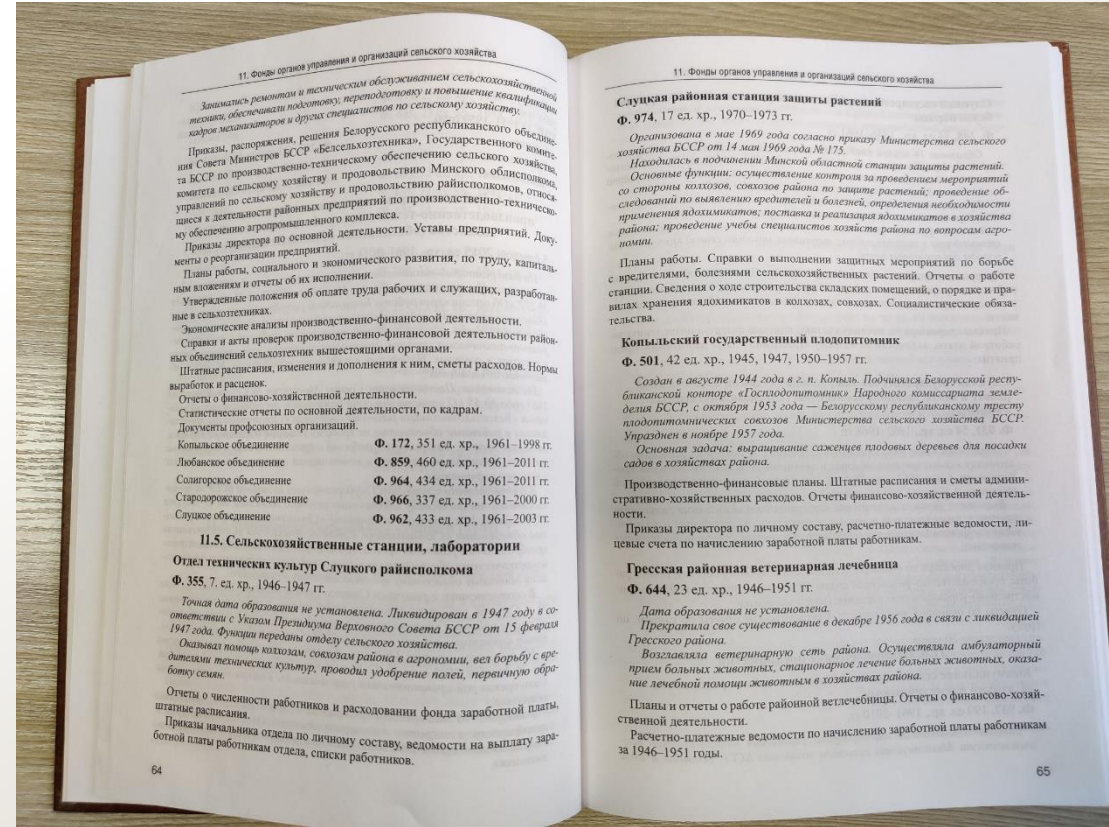 11. Фонды органов управления и организаций сельского хозяйства
Занимались ремонтом и техническим обслуживанием сельскохозяйственной
техники, обеспечивали подготовку, переподготовку и повышение квалификации
кадров механизаторов и других специалистов по сельскому хозяйству.
Приказы, распоряжения, решения Белорусского республиканского объедине-
ния Совета Министров БССР «Белсельхозтехника», Государственного комите-
та БССР по производственно-техническому обеспечению сельского хозяйства,
комитета по сельскому хозяйству и продовольствию Минского облисполкома,
управлений по сельскому хозяйству и продовольствию райисполкомов, относя-
щиеся к деятельности районных предприятий по производственно-техническо-
му обеспечению агропромышленного комплекса.
Приказы директора по основной деятельности. Уставы предприятий. Доку-
менты о реорганизации предприятий.
Планы работы, социального и экономического развития, по труду, капиталь-
ным вложениям и отчеты об их исполнении.
Утвержденные положения об оплате труда рабочих и служащих, разработан-
ные в сельхозтехниках.
Экономические анализы производственно-финансовой деятельности.
Справки и акты проверок производственно-финансовой деятельности район-
ных объединений сельхозтехник вышестоящими органами.
Штатные расписания, изменения и дополнения к ним, сметы расходов. Нормы
выработок и расценок.
Отчеты о финансово-хозяйственной деятельности.
Статистические отчеты по основной деятельности, по кадрам.
Документы профсоюзных организаций.
Копыльское объединение Ф. 172, 351 ед. хр., 1961–1998 гг.
Любанское объединение Ф. 859, 460 ед. хр., 1961–2011 гг.
Солигорское объединение Ф. 964, 434 ед. хр., 1961–2011 гг.
Стародорожское объединение Ф. 966, 337 ед. хр., 1961–2000 гг.
Слуцкое объединение Ф. 962, 433 ед. хр., 1961–2003 гг.
11.5. Сельскохозяйственные станции, лаборатории
Отдел технических культур Слуцкого райисполкома
Ф. 355, 7. ед. хр., 1946–1947 гг.
Точная дата образования не установлена. Ликвидирован в 1947 году в со-
ответствии с Указом Президиума Верховного Совета БССР от 15 февраля
1947 года. Функции переданы отделу сельского хозяйства.
Оказывал помощь колхозам, совхозам района в агрономии, вел борьбу с вре-
дителями технических культур, проводил удобрение полей, первичную обра-
ботку семян.
Отчеты о численности работников и расходовании фонда заработной платы,
штатные расписания.
Приказы начальника отдела по личному составу, ведомости на выплату зара-
ботной платы работникам отдела, списки работников.
64
11. Фонды органов управления и организаций сельского хозяйства
Слуцкая районная станция защиты растений
Ф. 974, 17 ед. хр., 1970–1973 гг.
Организована в мае 1969 года согласно приказу Министерства сельского
хозяйства БССР от 14 мая 1969 года № 175.
Находилась в подчинении Минской областной станции защиты растений.
Основные функции: осуществление контроля за проведением мероприятий
со стороны колхозов, совхозов района по защите растений; проведение об-
следований по выявлению вредителей и болезней, определения необходимости
применения ядохимикатов; поставка и реализация ядохимикатов в хозяйства
района; проведение учебы специалистов хозяйств района по вопросам агро-
номии.
Планы работы. Справки о выполнении защитных мероприятий по борьбе
с вредителями, болезнями сельскохозяйственных растений. Отчеты о работе
станции. Сведения о ходе строительства складских помещений, о порядке и пра-
вилах хранения ядохимикатов в колхозах, совхозах. Социалистические обяза-
тельства.
Копыльский государственный плодопитомник
Ф. 501, 42 ед. хр., 1945, 1947, 1950–1957 гг.
Создан в августе 1944 года в г. п. Копыль. Подчинялся Белорусской респу-
бликанской конторе «Госплодопитомник» Народного комиссариата земле-
делия БССР, с октября 1953 года — Белорусскому республиканскому тресту
плодопитомнических совхозов Министерства сельского хозяйства БССР.
Упразднен в ноябре 1957 года.
Основная задача: выращивание саженцев плодовых деревьев для посадки
садов в хозяйствах района.
Производственно-финансовые планы. Штатные расписания и сметы админи-
стративно-хозяйственных расходов. Отчеты финансово-хозяйственной деятель-
ности.
Приказы директора по личному составу, расчетно-платежные ведомости, ли-
цевые счета по начислению заработной платы работникам.
Гресская районная ветеринарная лечебница
Ф. 644, 23 ед. хр., 1946–1951 гг.
Дата образования не установлена.
Прекратила свое существование в декабре 1956 года в связи с ликвидацией
Гресского района.
Возглавляла ветеринарную сеть района. Осуществляла амбулаторный
прием больных животных, стационарное лечение больных животных, оказа-
ние лечебной помощи животным в хозяйствах района.
Планы и отчеты о работе районной ветлечебницы. Отчеты о финансово-хозяй-
ственной деятельности.
Расчетно-платежные ведомости по начислению заработной платы работникам
за 1946–1951 годы.
65